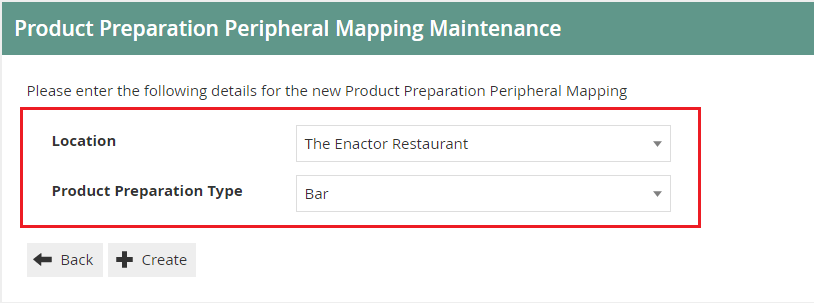 Product Preparation Peripheral Mapping Maintenance
Please enter the following details for the new Product Preparation Peripheral Mapping
Location The Enactor Restaurant
Product Preparation Type Bar
Back Create